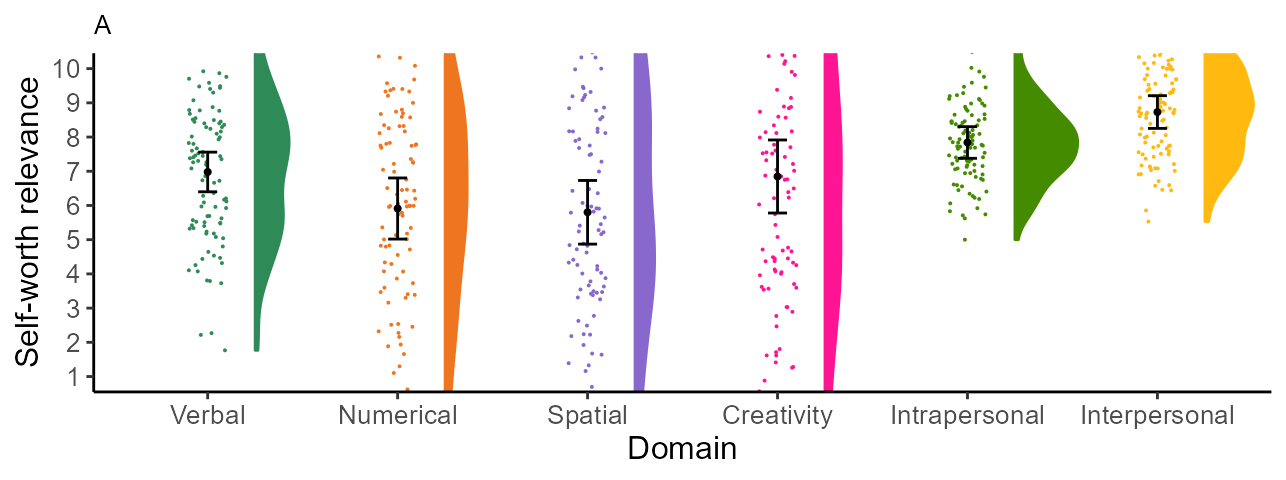 A
Self-worth relevance
10
9
8
7
6
5
4
3
2
1
Verbal Numerical Spatial Creativity Intrapersonal Interpersonal
Domain